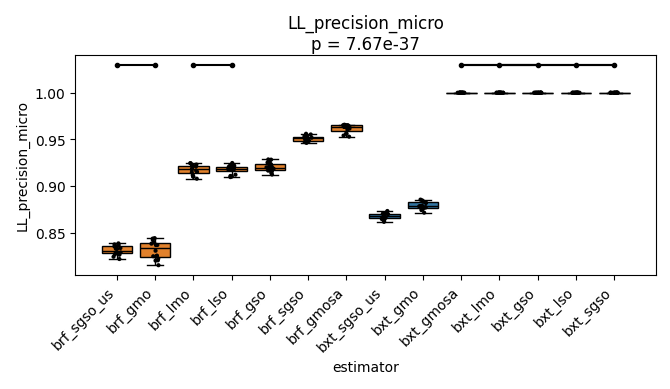 LL_precision_micro
p = 7.67e-37
LL_precision_micro
1.00
0.95
0.90
0.85
brf_sgso_us
brf_gmo
brf_lmo
brf_lso
brf_gso
brf_sgso
brf_gmosa
bxt_sgso_us
bxt_gmo
bxt_gmosa
bxt_lmo
bxt_gso
bxt_lso
bxt_sgso
estimator